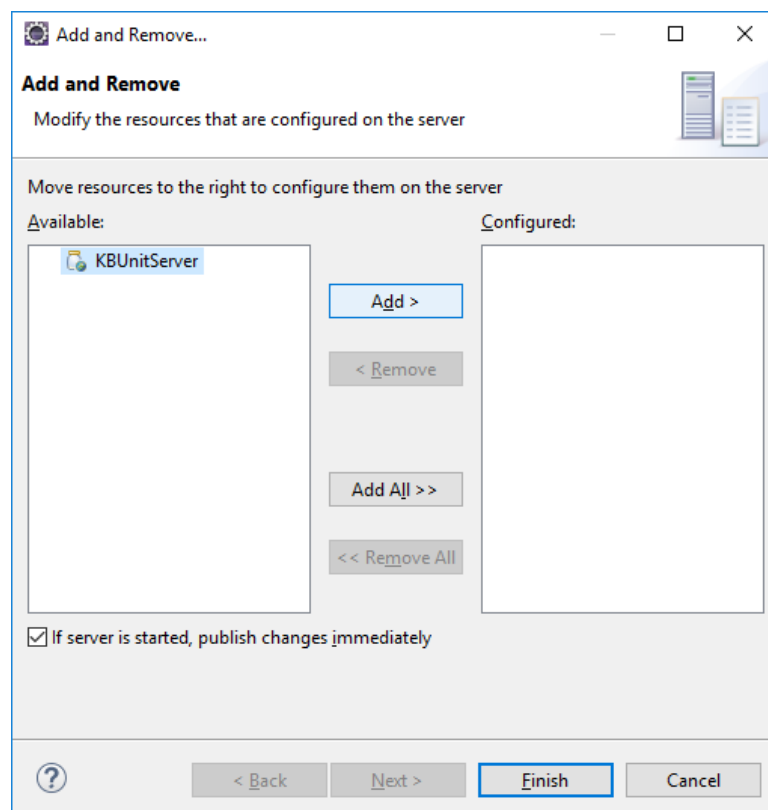 Add and Remove...
Add and Remove
Modify the resources that are configured on the server
Move resources to the right to configure them on the server
Available:
Configured:
KBUnitServer
Add >
< Remove
Add All >>
<< Remove All
If server is started, publish changes immediately
?
< Back
Next >
Finish
Cancel